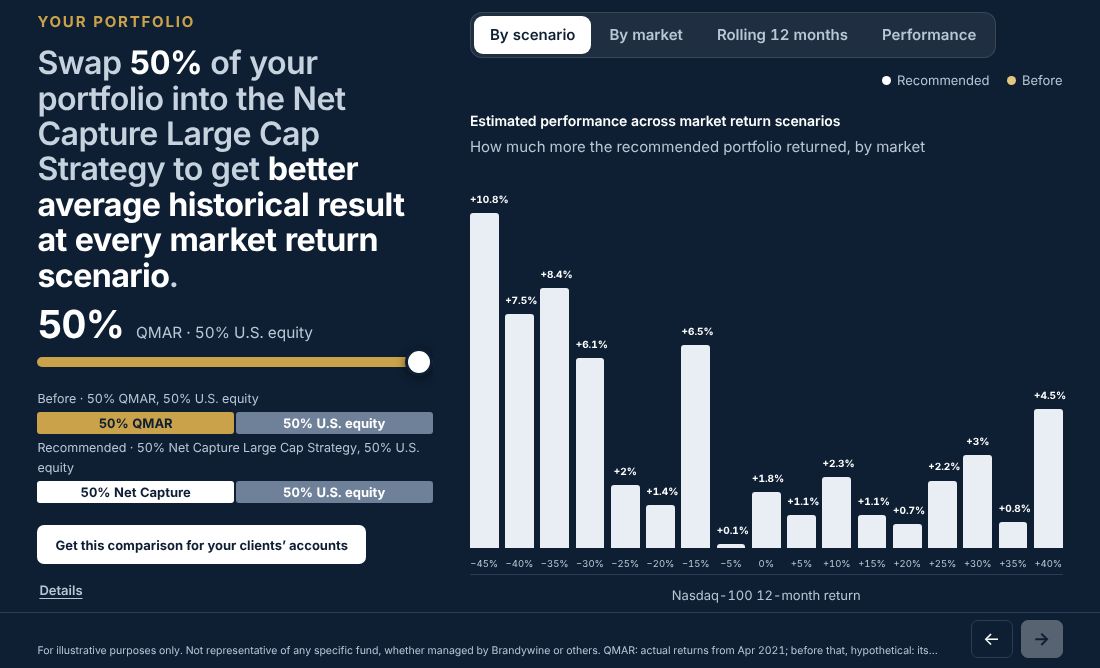 YOUR PORTFOLIO
Swap 50% of your
portfolio into the Net
Capture Large Cap
Strategy to get better
average historical result
at every market return
scenario.
50% QMAR · 50% U.S. equity
Before · 50% QMAR, 50% U.S. equity
50% QMAR 50% U.S. equity
Recommended · 50% Net Capture Large Cap Strategy, 50% U.S.
equity
50% Net Capture 50% U.S. equity
Get this comparison for your clients’ accounts
Details
By scenario By market Rolling 12 months Performance
Recommended Before
Estimated performance across market return scenarios
How much more the recommended portfolio returned, by market
+10.8% +7.5% +8.4% +6.1% +2% +1.4% +6.5% +0.1% +1.8% +1.1% +2.3% +1.1% +0.7% +2.2% +3% +0.8% +4.5%
−45% −40% −35% −30% −25% −20% −15% −5% 0% +5% +10% +15% +20% +25% +30% +35% +40%
Nasdaq-100 12-month return
For illustrative purposes only. Not representative of any specific fund, whether managed by Brandywine or others. QMAR: actual returns from Apr 2021; before that, hypothetical: its…